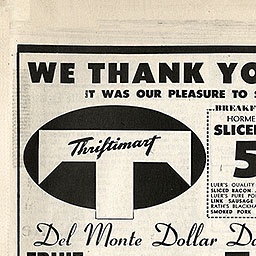 WE THANK YO
IT WAS OUR PLEASURE TO S
BREAKF
HORME
SLICE
Thriftimart
5
LUER'S QUALITY
SLICED BACON
LUER'S PURE PO
LINK SAUSAGE
RATH'S BLACKHA
SMOKED PORK
Del Monte Dollar Da
FRUIT